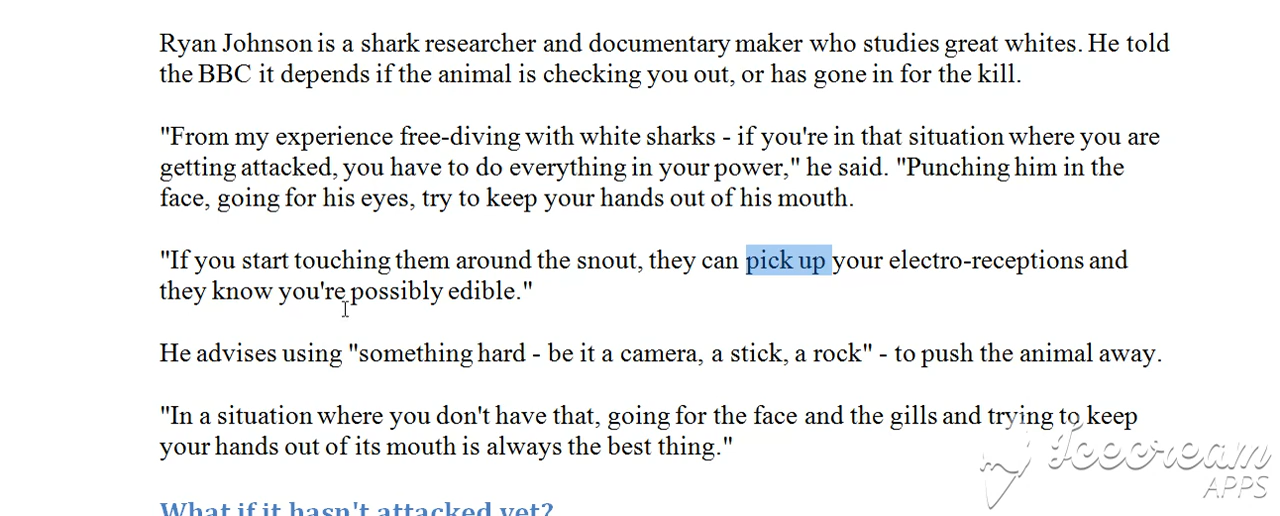 Ryan Johnson is a shark researcher and documentary maker who studies great whites. He told
the BBC it depends if the animal is checking you out, or has gone in for the kill.
"From my experience free-diving with white sharks - if you're in that situation where you are
getting attacked, you have to do everything in your power," he said. "Punching him in the
face, going for his eyes, try to keep your hands out of his mouth.
"If you start touching them around the snout, they can pick up your electro-receptions and
they know you're possibly edible."
He advises using "something hard - be it a camera, a stick, a rock" - to push the animal away.
"In a situation where you don't have that, going for the face and the gills and trying to keep
your hands out of its mouth is always the best thing."
Icecream
APPS
What if it hasn't attacked yet?